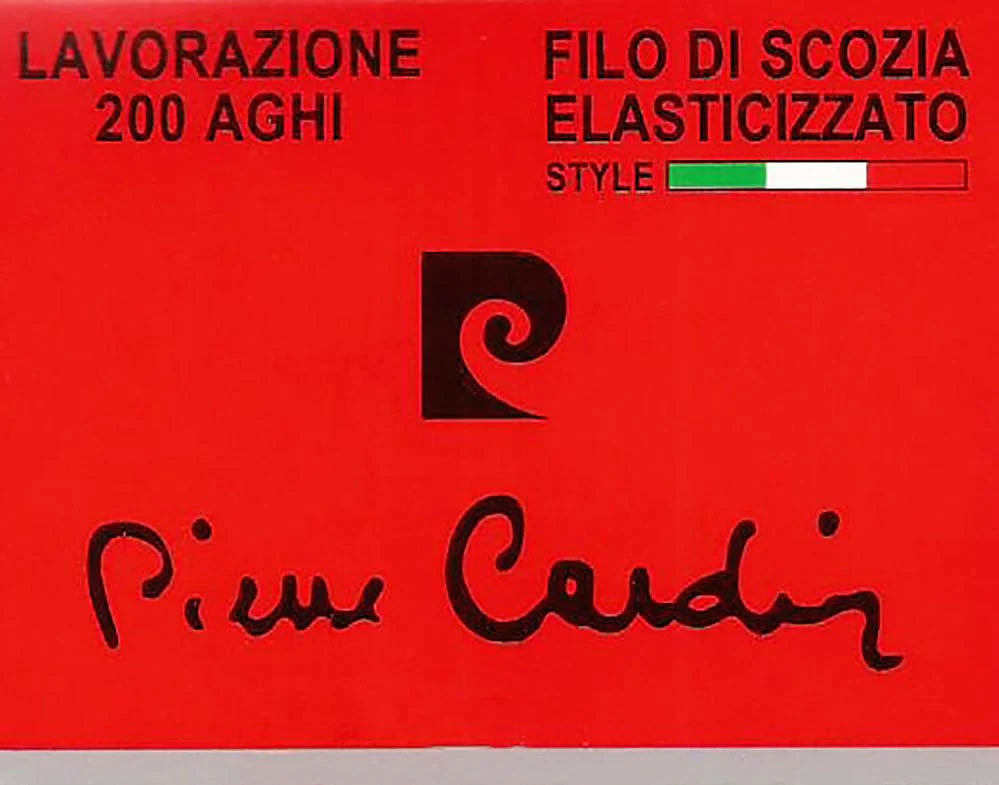 LAVORAZIONE
200 AGHI
FILO DI SCOZIA
ELASTICIZZATO
STYLE
Pierre Cardin